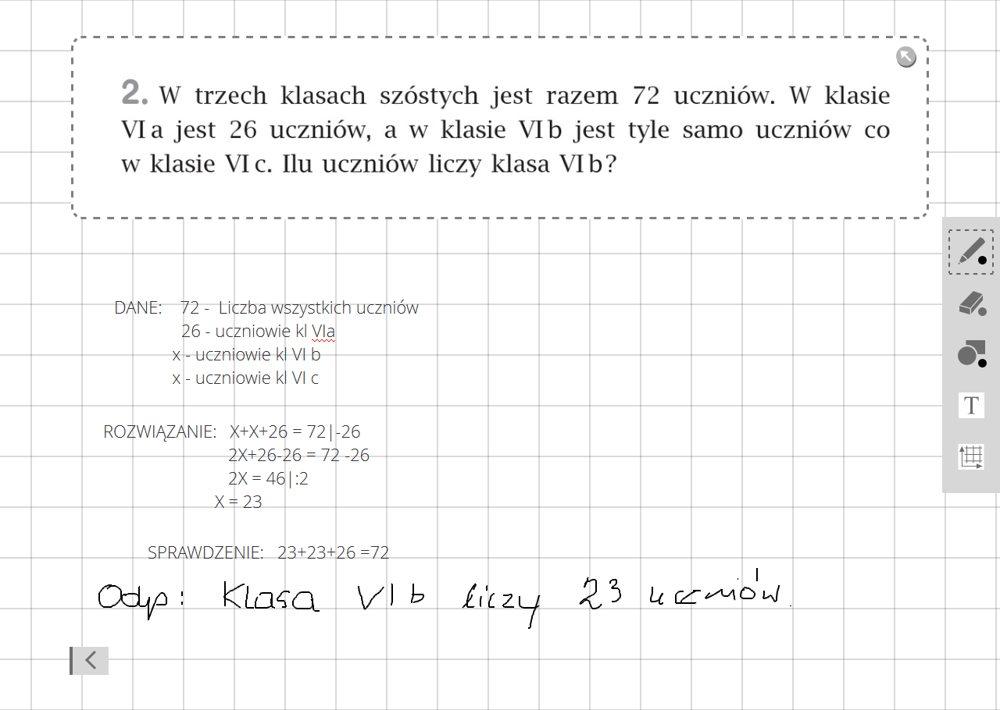 2. W trzech klasach szóstych jest razem 72 uczniów. W klasie
VI a jest 26 uczniów, a w klasie VI b jest tyle samo uczniów co
w klasie VI c. Ilu uczniów liczy klasa VI b?
DANE: 72 - Liczba wszystkich uczniów
26 - uczniowie kl VIa
x - uczniowie kl VI b
x - uczniowie kl VI c
ROZWIĄZANIE: X+X+26 = 72|-26
2X+26-26 = 72 -26
2X = 46|:2
X = 23
SPRAWDZENIE: 23+23+26 =72
Odp: Klasa VI b liczy 23 uczniów.
T